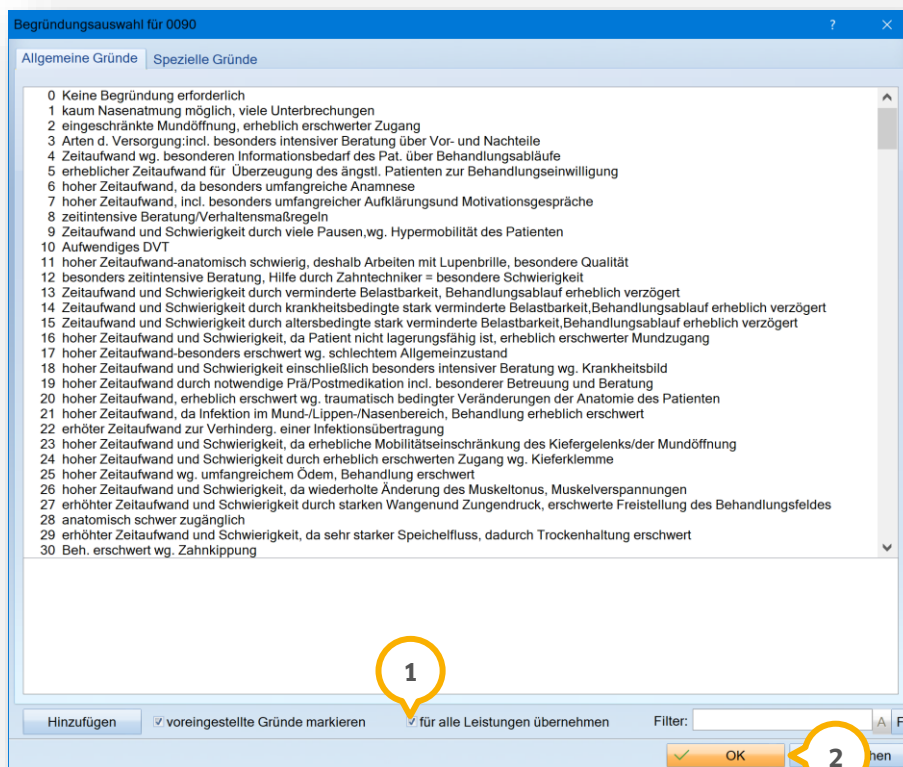 Begründungsauswahl für 0090
Allgemeine Gründe Spezielle Gründe
0 Keine Begründung erforderlich
1 kaum Nasenatmung möglich, viele Unterbrechungen
2 eingeschränkte Mundöffnung, erheblich erschwerter Zugang
3 Arten d. Versorgung:incl. besonders intensiver Beratung über Vor- und Nachteile
4 Zeitaufwand wg. besonderen Informationsbedarf des Pat. über Behandlungsabläufe
5 erheblicher Zeitaufwand für Überzeugung des ängstl. Patienten zur Behandlungseinwilligung
6 hoher Zeitaufwand, da besonders umfangreiche Anamnese
7 hoher Zeitaufwand, incl. besonders umfangreicher Aufklärungsund Motivationsgespräche
8 zeitintensive Beratung/Verhaltensmaßregeln
9 Zeitaufwand und Schwierigkeit durch viele Pausen,wg. Hypermobilität des Patienten
10 Aufwendiges DVT
11 hoher Zeitaufwand-anatomisch schwierig, deshalb Arbeiten mit Lupenbrille, besondere Qualität
12 besonders zeitintensive Beratung, Hilfe durch Zahntechniker = besondere Schwierigkeit
13 Zeitaufwand und Schwierigkeit durch verminderte Belastbarkeit, Behandlungsablauf erheblich verzögert
14 Zeitaufwand und Schwierigkeit durch krankheitsbedingte stark verminderte Belastbarkeit,Behandlungsablauf erheblich verzögert
15 Zeitaufwand und Schwierigkeit durch altersbedingte stark verminderte Belastbarkeit,Behandlungsablauf erheblich verzögert
16 hoher Zeitaufwand und Schwierigkeit, da Patient nicht lagerungsfähig ist, erheblich erschwerter Mundzugang
17 hoher Zeitaufwand-besonders erschwert wg. schlechtem Allgemeinzustand
18 hoher Zeitaufwand und Schwierigkeit einschließlich besonders intensiver Beratung wg. Krankheitsbild
19 hoher Zeitaufwand durch notwendige Prä/Postmedikation incl. besonderer Betreuung und Beratung
20 hoher Zeitaufwand, erheblich erschwert wg. traumatisch bedingter Veränderungen der Anatomie des Patienten
21 hoher Zeitaufwand, da Infektion im Mund-/Lippen-/Nasenbereich, Behandlung erheblich erschwert
22 erhöter Zeitaufwand zur Verhinderg. einer Infektionsübertragung
23 hoher Zeitaufwand und Schwierigkeit, da erhebliche Mobilitätseinschränkung des Kiefergelenks/der Mundöffnung
24 hoher Zeitaufwand und Schwierigkeit durch erheblich erschwerten Zugang wg. Kieferklemme
25 hoher Zeitaufwand wg. umfangreichem Ödem, Behandlung erschwert
26 hoher Zeitaufwand und Schwierigkeit, da wiederholte Änderung des Muskeltonus, Muskelverspannungen
27 erhöhter Zeitaufwand und Schwierigkeit durch starken Wangenund Zungendruck, erschwerte Freistellung des Behandlungsfeldes
28 anatomisch schwer zugänglich
29 erhöhter Zeitaufwand und Schwierigkeit, da sehr starker Speichelfluss, dadurch Trockenhaltung erschwert
30 Beh. erschwert wg. Zahnkippung
1
Hinzufügen voreingestellte Gründe markieren für alle Leistungen übernehmen Filter: A F
OK 2 hen